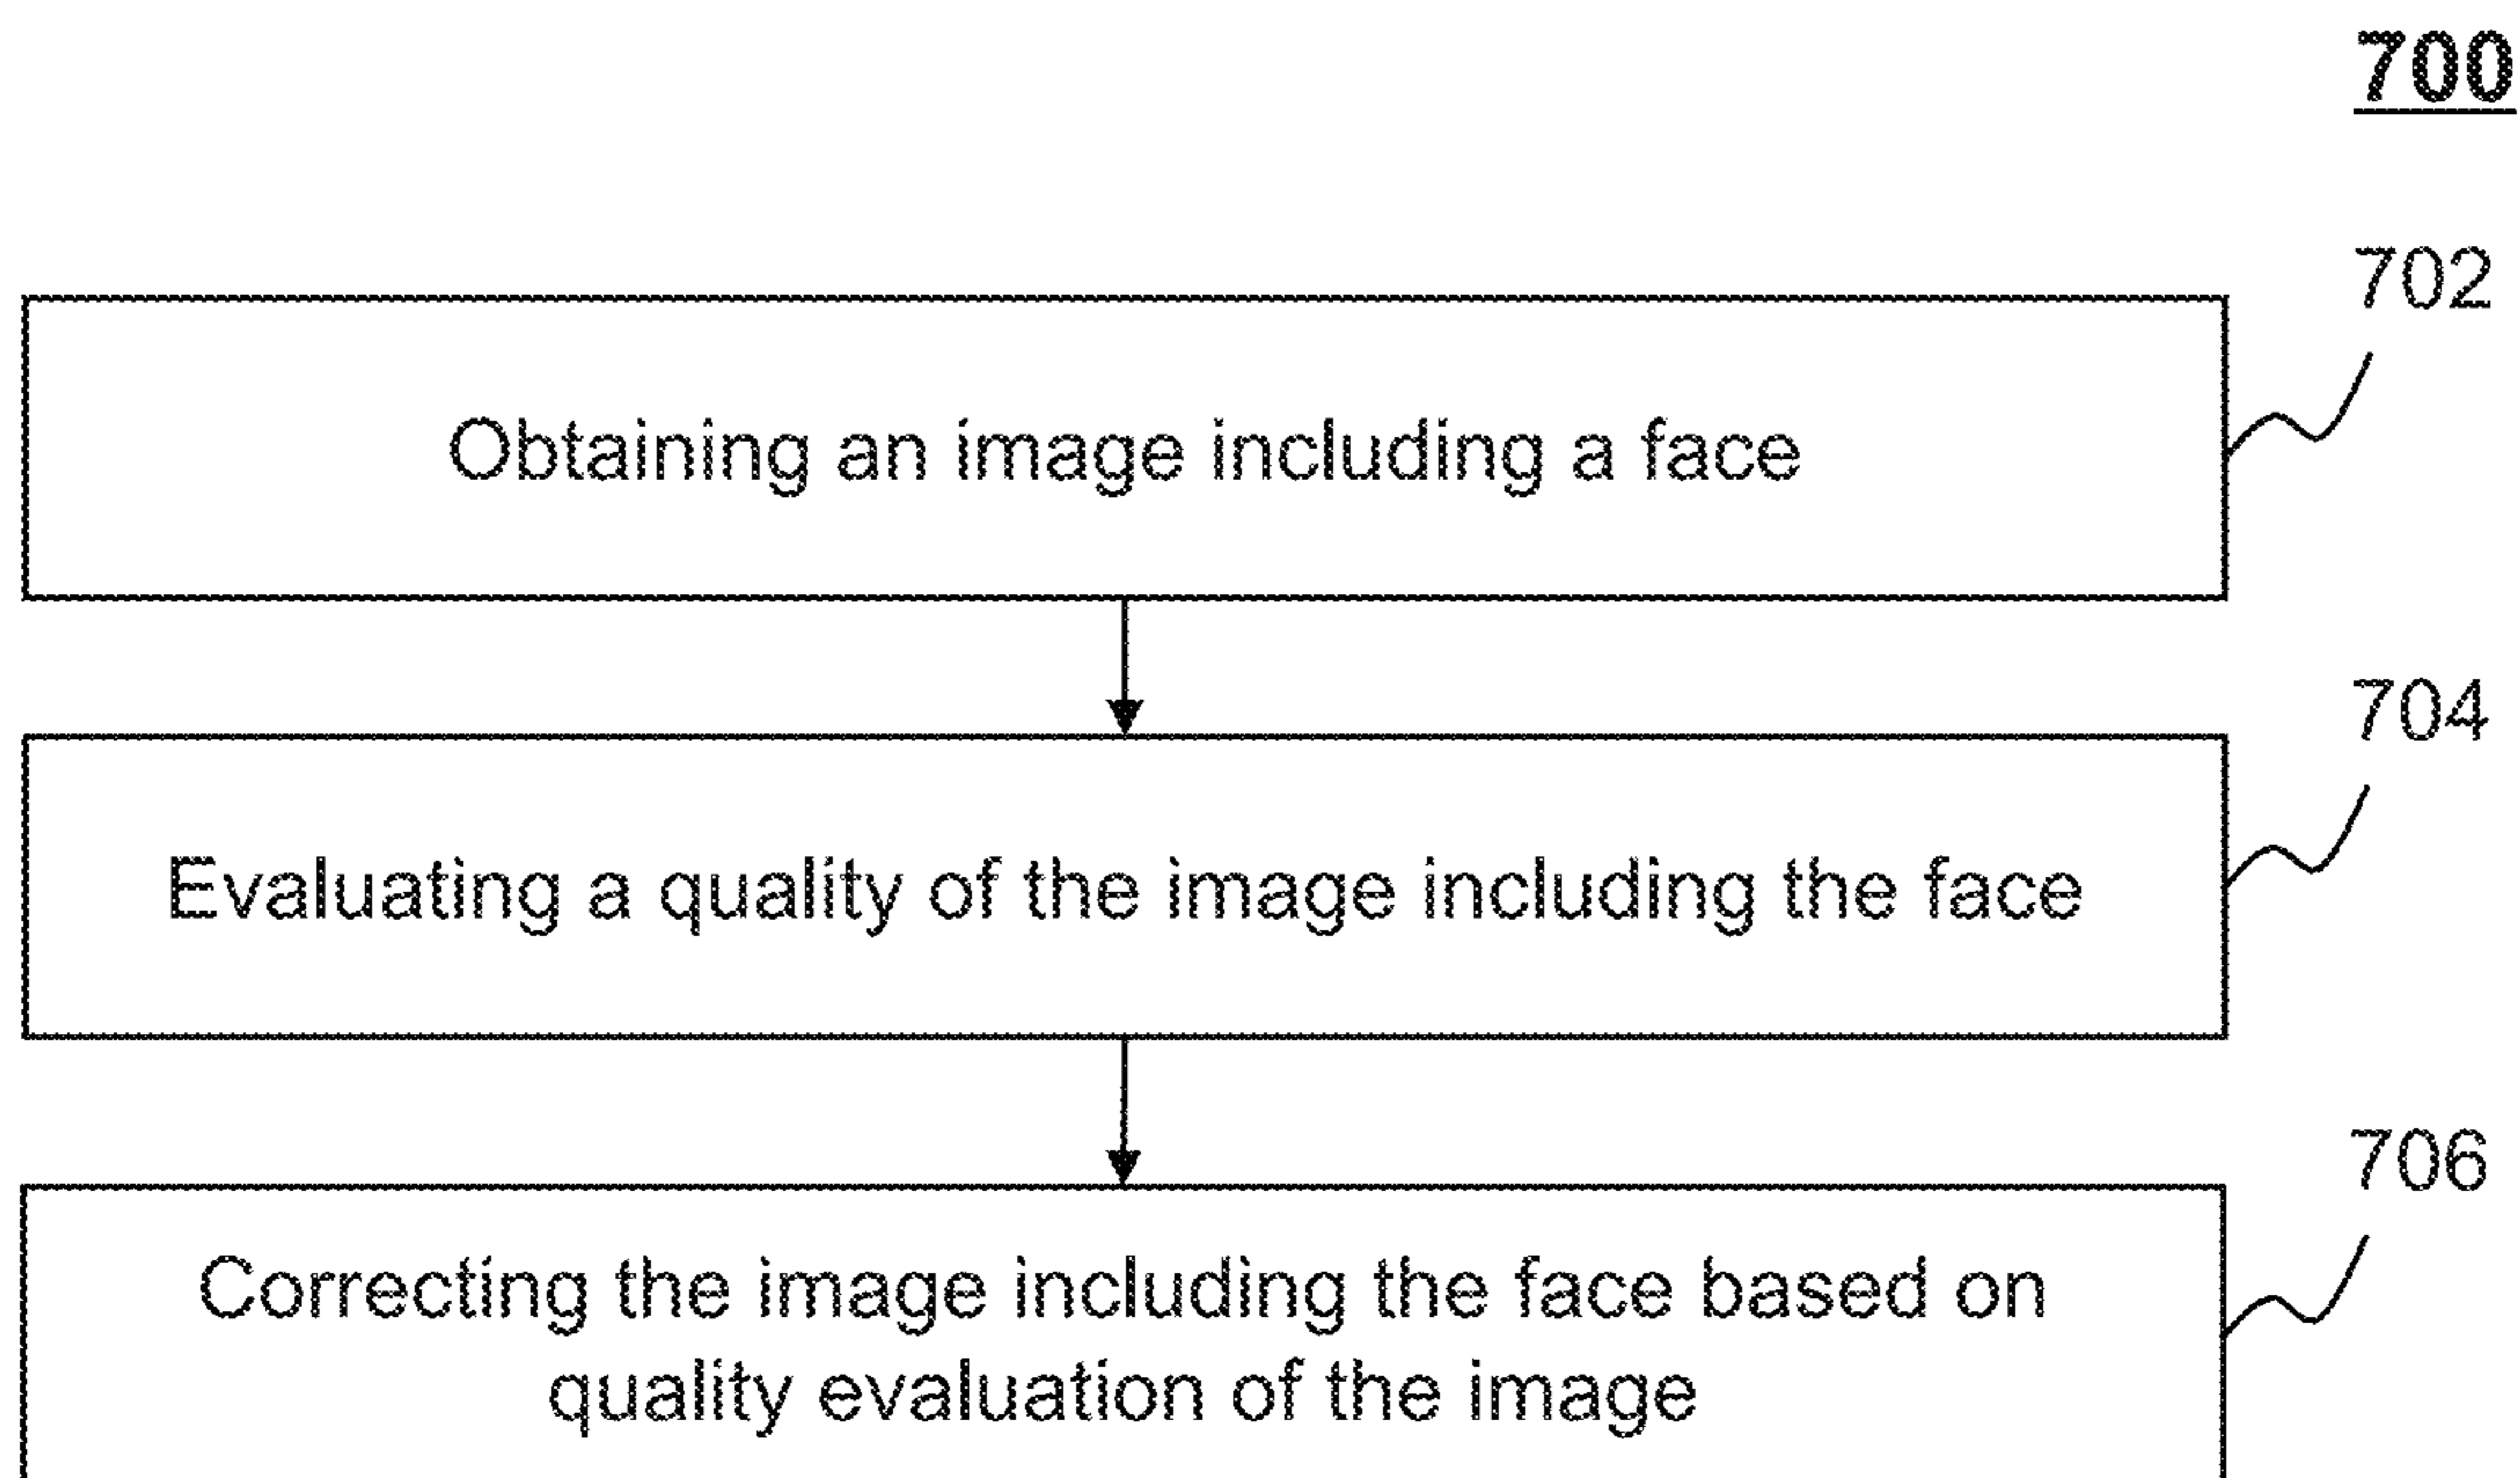 700
702
Obtaining an image including a face
704
Evaluating a quality of the image including the face
706
Correcting the image including the face based on
quality evaluation of the image